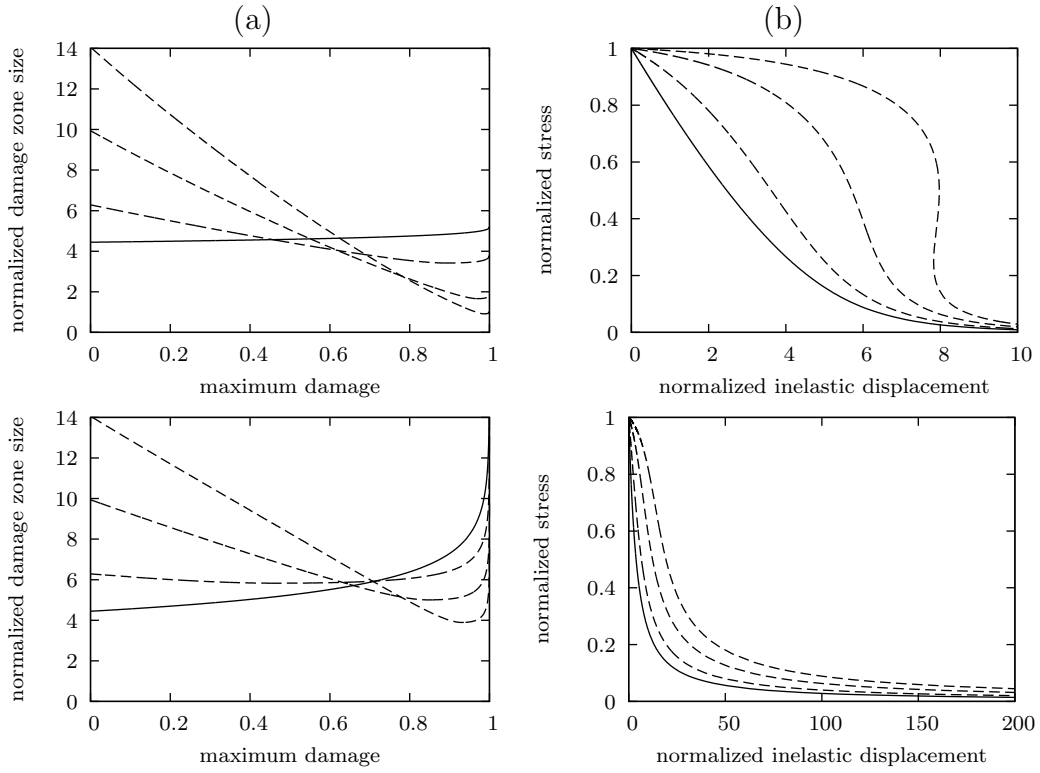 (a)
(b)
normalized damage zone size
14
12
10
8
6
4
2
0
0 0.2 0.4 0.6 0.8 1
maximum damage
normalized stress
1
0.8
0.6
0.4
0.2
0
0 2 4 6 8 10
normalized inelastic displacement
normalized damage zone size
14
12
10
8
6
4
2
0
0 0.2 0.4 0.6 0.8 1
maximum damage
normalized stress
1
0.8
0.6
0.4
0.2
0
0 50 100 150 200
normalized inelastic displacement